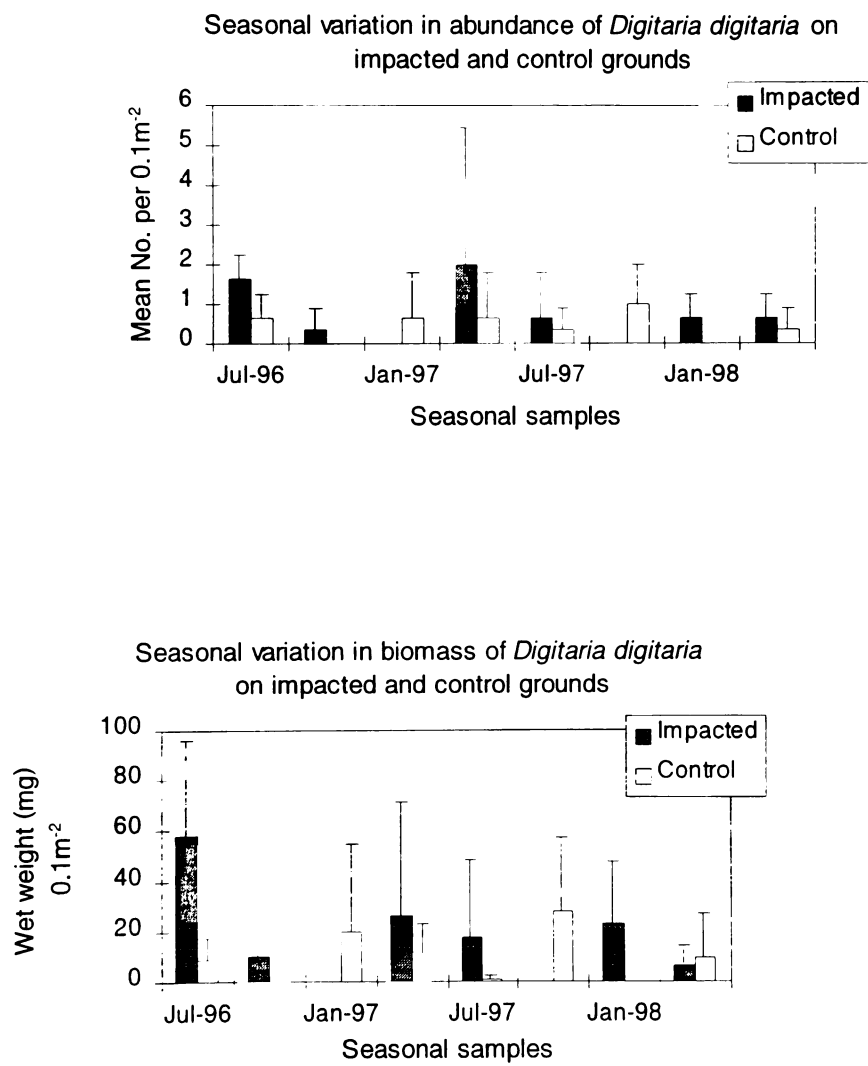 Seasonal variation in abundance of Digitaria digitaria on
impacted and control grounds
Impacted
Control
Mean No. per 0.1m-2
6
5
4
3
2
1
0
Jul-96 Jan-97 Jul-97 Jan-98
Seasonal samples
Seasonal variation in biomass of Digitaria digitaria
on impacted and control grounds
Impacted
Control
Wet weight (mg)
0.1m-2
100
80
60
40
20
0
Jul-96 Jan-97 Jul-97 Jan-98
Seasonal samples